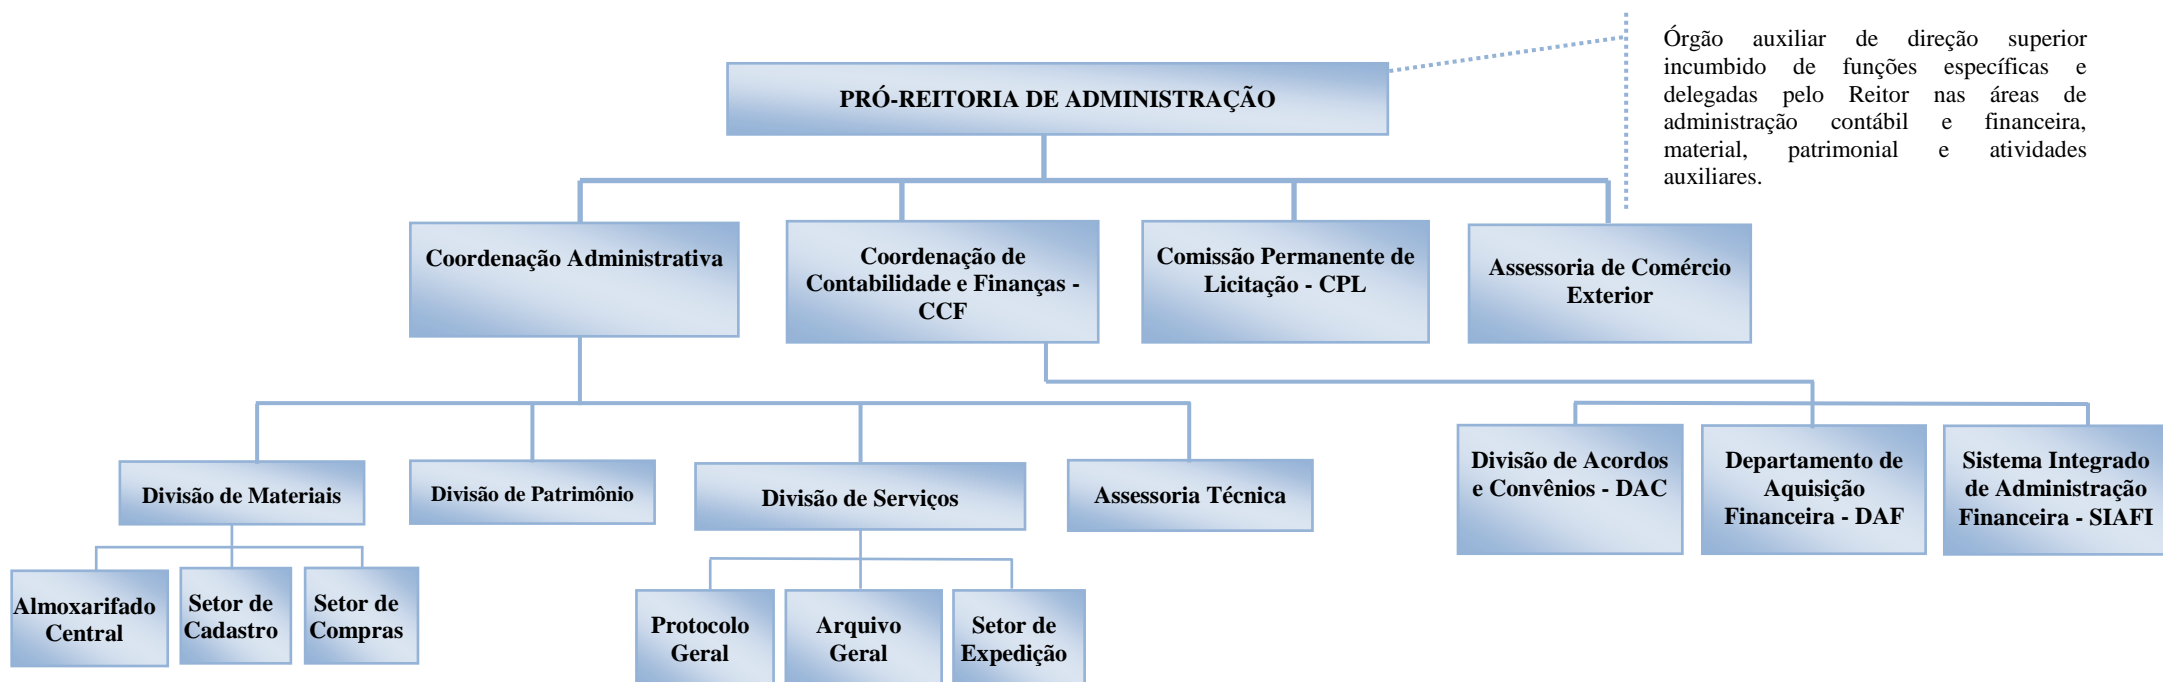 Órgão auxiliar de direção superior
incumbido de funções específicas e
delegadas pelo Reitor nas áreas de
administração contábil e financeira,
material, patrimonial e atividades
auxiliares.
PRÓ-REITORIA DE ADMINISTRAÇÃO
Coordenação Administrativa
Coordenação de
Contabilidade e Finanças -
CCF
Comissão Permanente de
Licitação - CPL
Assessoria de Comércio
Exterior
Divisão de Materiais
Divisão de Patrimônio
Divisão de Serviços
Assessoria Técnica
Divisão de Acordos
e Convênios - DAC
Departamento de
Aquisição
Financeira - DAF
Sistema Integrado
de Administração
Financeira - SIAFI
Almoxarifado
Central
Setor de
Cadastro
Setor de
Compras
Protocolo
Geral
Arquivo
Geral
Setor de
Expedição